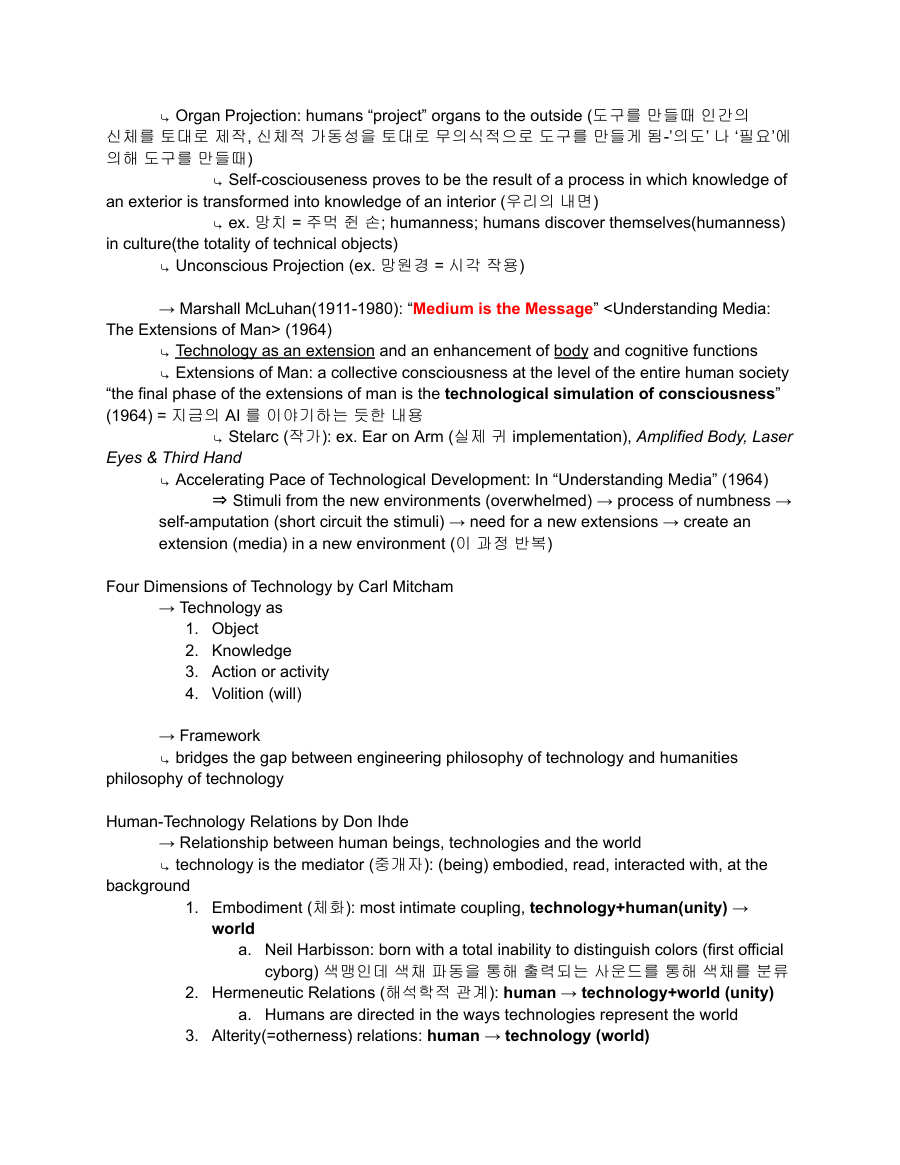 ⤷ Organ Projection: humans “project” organs to the outside (도구를 만들때 인간의
신체를 토대로 제작, 신체적 가동성을 토대로 무의식적으로 도구를 만들게 됨-’의도’ 나 ‘필요’에
의해 도구를 만들때)
⤷ Self-cosciouseness proves to be the result of a process in which knowledge of
an exterior is transformed into knowledge of an interior (우리의 내면)
⤷ ex. 망치 = 주먹 쥔 손; humanness; humans discover themselves(humanness)
in culture(the totality of technical objects)
⤷ Unconscious Projection (ex. 망원경 = 시각 작용)
→ Marshall McLuhan(1911-1980): “Medium is the Message” <Understanding Media:
The Extensions of Man> (1964)
⤷ Technology as an extension and an enhancement of body and cognitive functions
⤷ Extensions of Man: a collective consciousness at the level of the entire human society
“the final phase of the extensions of man is the technological simulation of consciousness”
(1964) = 지금의 AI 를 이야기하는 듯한 내용
⤷ Stelarc (작가): ex. Ear on Arm (실제 귀 implementation), Amplified Body, Laser
Eyes & Third Hand
⤷ Accelerating Pace of Technological Development: In “Understanding Media” (1964)
⇒ Stimuli from the new environments (overwhelmed) → process of numbness →
self-amputation (short circuit the stimuli) → need for a new extensions → create an
extension (media) in a new environment (이 과정 반복)
Four Dimensions of Technology by Carl Mitcham
→ Technology as
1. Object
2. Knowledge
3. Action or activity
4. Volition (will)
→ Framework
⤷ bridges the gap between engineering philosophy of technology and humanities
philosophy of technology
Human-Technology Relations by Don Ihde
→ Relationship between human beings, technologies and the world
⤷ technology is the mediator (중개자): (being) embodied, read, interacted with, at the
background
1. Embodiment (체화): most intimate coupling, technology+human(unity) →
world
a. Neil Harbisson: born with a total inability to distinguish colors (first official
cyborg) 색맹인데 색채 파동을 통해 출력되는 사운드를 통해 색채를 분류
2. Hermeneutic Relations (해석학적 관계): human → technology+world (unity)
a. Humans are directed in the ways technologies represent the world
3. Alterity(=otherness) relations: human → technology (world)